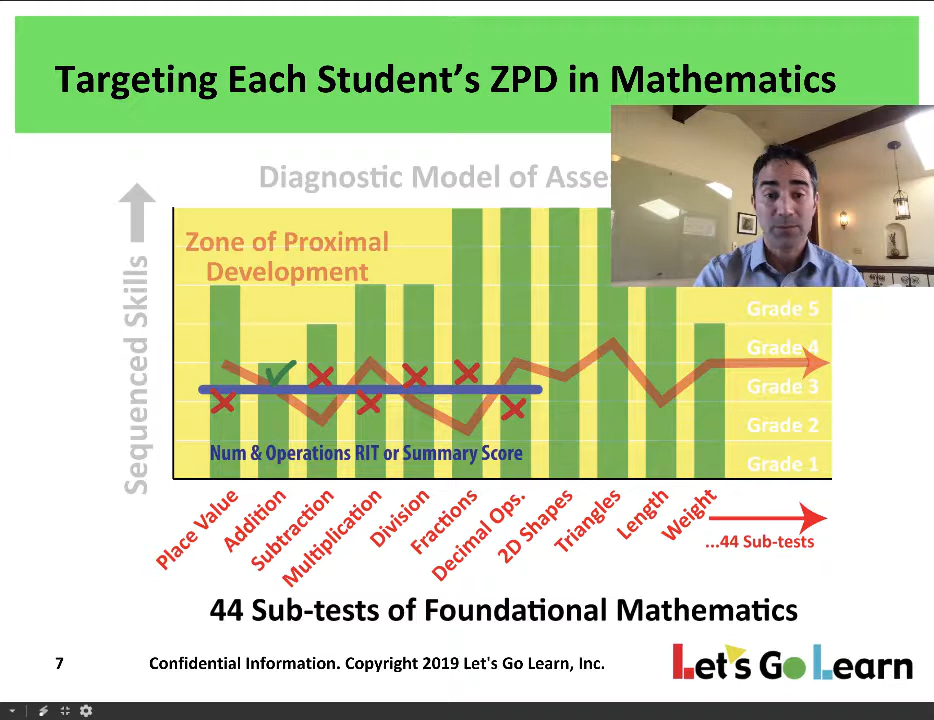 Targeting Each Student's ZPD in Mathematics
Diagnostic Model of
Sequenced Skills
Zone of Proximal
Development
Grade 5
Grade 4
Grade 3
Grade 2
Grade 1
Num & Operations RIT or Summary Score
Place Value
Addition
Subtraction
Multiplication
Division
Fractions
Decimal Ops.
2D Shapes
Triangles
Length
Weight
...44 Sub-tests
44 Sub-tests of Foundational Mathematics
7
Confidential Information. Copyright 2019 Let's Go Learn, Inc.
Let's Go Learn